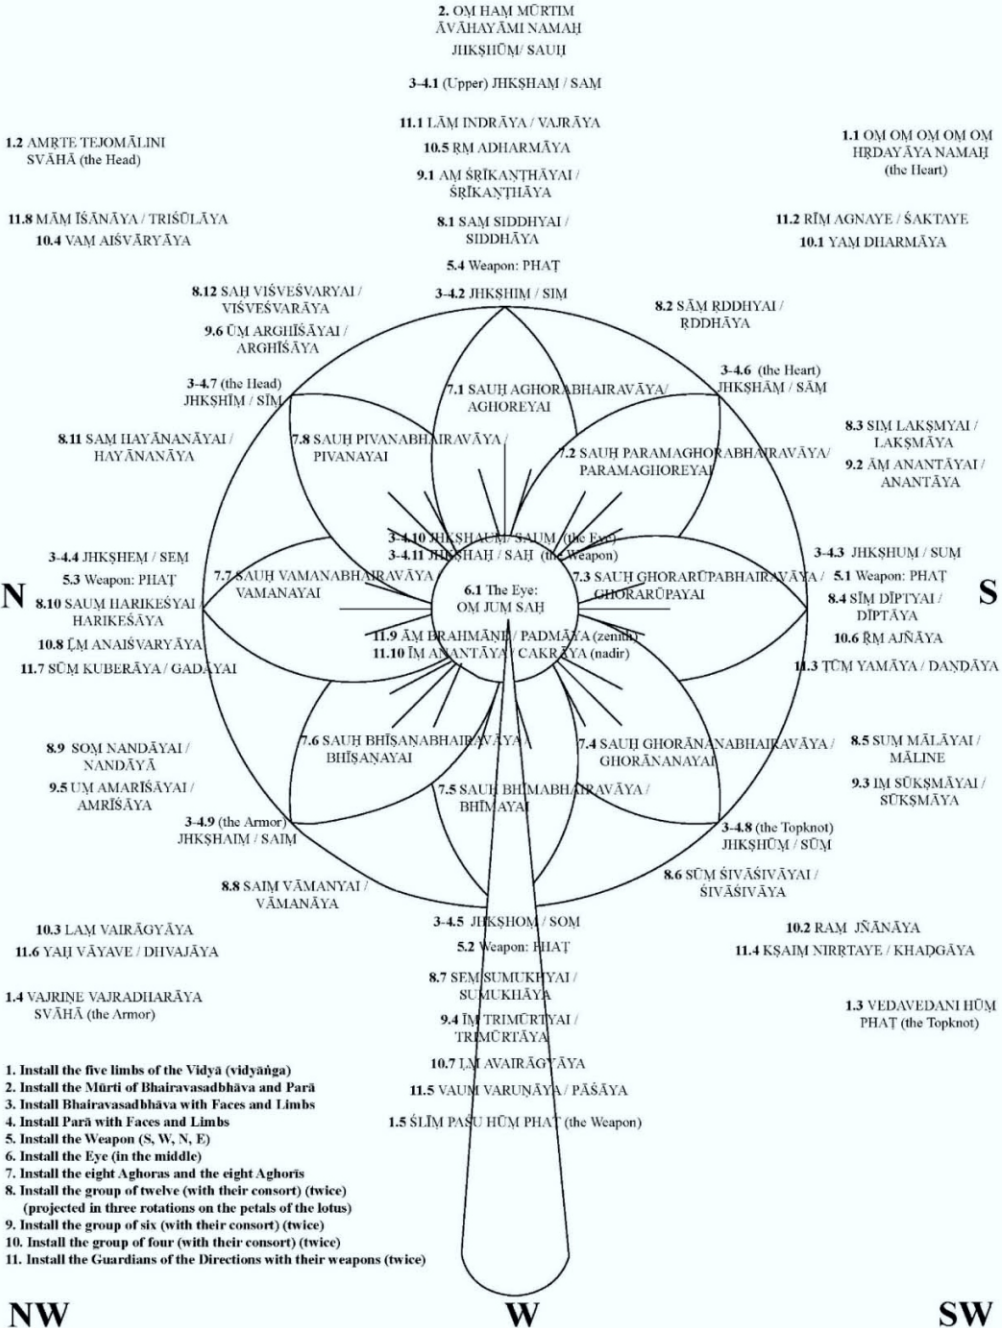 2. OṂ HAṂ MŪRTIM
ĀVĀHAYĀMI NAMAḤ
JHKṢHŪṂ/ SAUḤ
3-4.1 (Upper) JHKṢHAṂ / SAṂ
11.1 LĀṂ INDRĀYA / VAJRĀYA
1.2 AMṚTE TEJOMĀLINI
SVĀHĀ (the Head)
10.5 ṚṂ ADHARMĀYA
1.1 OṂ OṂ OṂ OṂ OṂ
HṚDAYĀYA NAMAḤ
(the Heart)
9.1 AṂ ŚRĪKAṆṬHĀYAI /
ŚRĪKAṆṬHĀYA
11.8 MĀṂ ĪŚĀNĀYA / TRIŚŪLĀYA
10.4 VAṂ AIŚVĀRYĀYA
8.1 SAṂ SIDDHYAI /
SIDDHĀYA
11.2 RĪṂ AGNAYE / ŚAKTAYE
10.1 YAṂ DHARMĀYA
5.4 Weapon: PHAṬ
3-4.2 JHKṢHIṂ / SIṂ
8.12 SAḤ VIŚVEŚVARYAI /
VIŚVEŚVARĀYA
8.2 SĀṂ ṚDDHYAI /
ṚDDHĀYA
9.6 ŪṂ ARGHĪŚĀYAI /
ARGHĪŚĀYA
3-4.7 (the Head)
JHKṢHĪṂ / SĪṂ
3-4.6 (the Heart)
JHKṢHĀṂ / SĀṂ
7.1 SAUḤ AGHORABHAIRAVĀYA/
AGHOREYAI
8.11 SAṂ HAYĀNANĀYAI /
HAYĀNANĀYA
7.8 SAUḤ PIVANABHAIRAVĀYA /
PIVANAYAI
7.2 SAUḤ PARAMAGHORABHAIRAVĀYA/
PARAMAGHOREYAI
8.3 SIṂ LAKṢMYAI /
LAKṢMĀYA
9.2 ĀṂ ANANTĀYAI /
ANANTĀYA
3-4.10 JHKṢHAUṂ/ SAUṂ (the Eye)
3-4.11 JHKṢHAḤ / SAḤ (the Weapon)
3-4.4 JHKṢHEṂ / SEṂ
5.3 Weapon: PHAṬ
3-4.3 JHKṢHUṂ / SUṂ
5.1 Weapon: PHAṬ
7.7 SAUḤ VAMANABHAIRAVĀYA /
VAMANAYAI
6.1 The Eye:
OṂ JUṂ SAḤ
7.3 SAUḤ GHORARŪPABHAIRAVĀYA /
GHORARŪPAYAI
N
S
8.10 SAUṂ HARIKEŚYAI /
HARIKEŚĀYA
8.4 SĪṂ DĪPTYAI /
DĪPTĀYA
10.8 ḸṂ ANAIŚVARYĀYA
11.9 ĀṂ BRAHMĀṆE / PADMĀYA (zenith)
11.10 ĪṂ ANANTĀYA / CAKRĀYA (nadir)
10.6 ṜṂ AJÑĀYA
11.7 SŪṂ KUBERĀYA / GADĀYAI
11.3 ṬŪṂ YAMĀYA / DAṆḌĀYA
8.9 SOṂ NANDĀYAI /
NANDĀYĀ
7.6 SAUḤ BHĪṢAṆABHAIRAVĀYA /
BHĪṢAṆAYAI
7.4 SAUḤ GHORĀNANABHAIRAVĀYA /
GHORĀNANAYAI
8.5 SUṂ MĀLĀYAI /
MĀLINE
9.5 UṂ AMARĪŚĀYAI /
AMRĪŚĀYA
7.5 SAUḤ BHIMABHAIRAVĀYA /
BHĪMAYAI
9.3 IṂ SŪKṢMĀYAI /
SŪKṢMĀYA
3-4.9 (the Armor)
JHKṢHAIṂ / SAIṂ
3-4.8 (the Topknot)
JHKṢHŪṂ / SŪṂ
8.8 SAIṂ VĀMANYAI /
VĀMANĀYA
8.6 SŪṂ ŚIVĀŚIVĀYAI /
ŚIVĀŚIVĀYA
10.3 LAṂ VAIRĀGYĀYA
11.6 YAḤ VĀYAVE / DHVAJĀYA
3-4.5 JHKṢHOṂ / SOṂ
5.2 Weapon: PHAṬ
10.2 RAṂ JÑĀNĀYA
11.4 KṢAIṂ NIRṚTAYE / KHAḌGĀYA
8.7 SEṂ SUMUKHYAI /
SUMUKHĀYA
1.4 VAJRIṆE VAJRADHARĀYA
SVĀHĀ (the Armor)
9.4 ĪṂ TRIMŪRTYAI /
TRIMŪRTĀYA
1.3 VEDAVEDANI HŪṂ
PHAṬ (the Topknot)
10.7 ḶṂ AVAIRĀGYĀYA
11.5 VAUṂ VARUṆĀYA / PĀŚĀYA
1.5 ŚLĪṂ PAŚU HŪṂ PHAṬ (the Weapon)
1. Install the five limbs of the Vidyā (vidyāṅga)
2. Install the Mūrti of Bhairavasadbhāva and Parā
3. Install Bhairavasadbhāva with Faces and Limbs
4. Install Parā with Faces and Limbs
5. Install the Weapon (S, W, N, E)
6. Install the Eye (in the middle)
7. Install the eight Aghoras and the eight Aghorīs
8. Install the group of twelve (with their consort) (twice)
(projected in three rotations on the petals of the lotus)
9. Install the group of six (with their consort) (twice)
10. Install the group of four (with their consort) (twice)
11. Install the Guardians of the Directions with their weapons (twice)
NW W SW